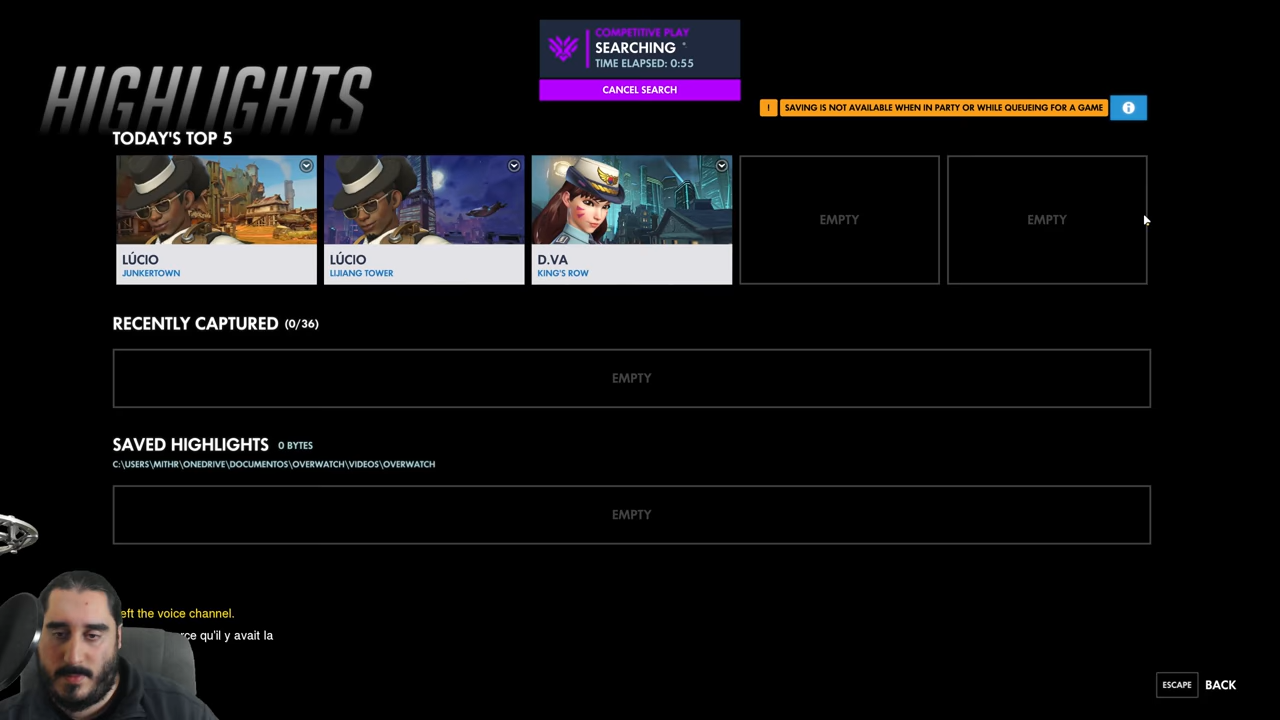 COMPETITIVE PLAY
SEARCHING
TIME ELAPSED: 0:55
CANCEL SEARCH
HIGHLIGHTS
! SAVING IS NOT AVAILABLE WHEN IN PARTY OR WHILE QUEUEING FOR A GAME
TODAY'S TOP 5
LÚCIO
JUNKERTOWN
LÚCIO
LIJIANG TOWER
D.VA
KING'S ROW
EMPTY
EMPTY
RECENTLY CAPTURED (0/36)
EMPTY
SAVED HIGHLIGHTS 0 BYTES
C:\USERS\MITHR\ONEDRIVE\DOCUMENTOS\OVERWATCH\VIDEOS\OVERWATCH
EMPTY
the voice channel.
qu'il y avait la
ESCAPE BACK